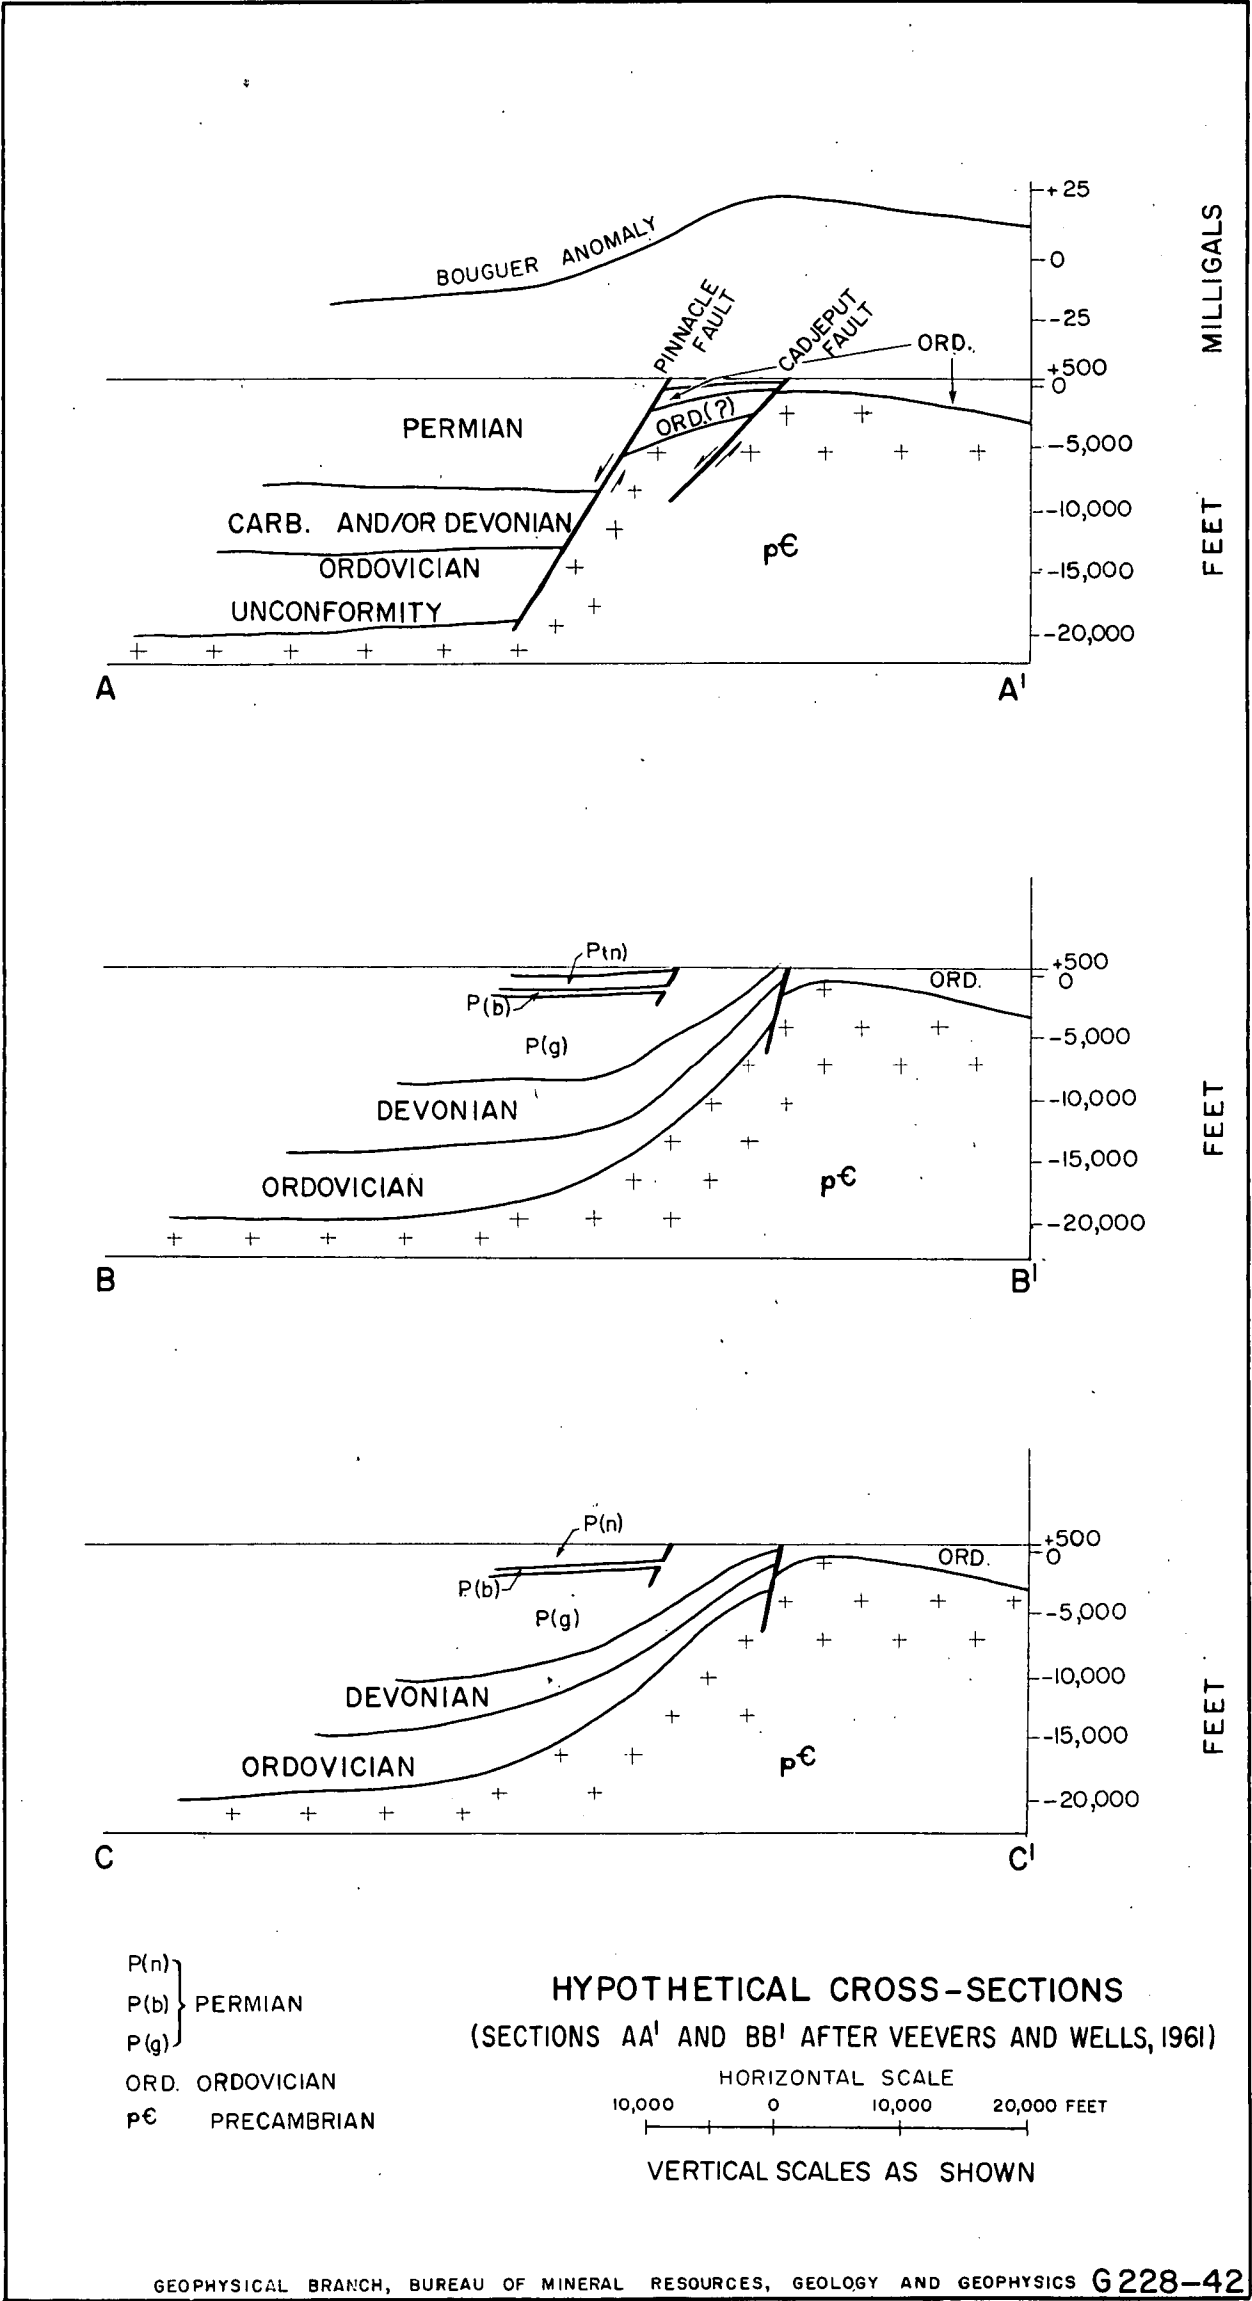 +25
BOUGUER ANOMALY
0
-25
MILLIGALS
PINNACLE
FAULT
CADJEPUT
FAULT
ORD.
+500
0
PERMIAN
ORD.(?)
-5,000
-10,000
CARB. AND/OR DEVONIAN
pЄ
FEET
ORDOVICIAN
-15,000
UNCONFORMITY
-20,000
A
A'
P(n)
+500
0
ORD.
P(b)
P(g)
-5,000
DEVONIAN
-10,000
FEET
-15,000
ORDOVICIAN
pЄ
-20,000
B
B'
P(n)
+500
0
ORD.
P(b)
P(g)
-5,000
-10,000
DEVONIAN
FEET
-15,000
ORDOVICIAN
pЄ
-20,000
C
C'
P(n)
P(b) } PERMIAN
P(g)
ORD. ORDOVICIAN
pЄ PRECAMBRIAN
HYPOTHETICAL CROSS-SECTIONS
(SECTIONS AA' AND BB' AFTER VEEVERS AND WELLS, 1961)
HORIZONTAL SCALE
10,000 0 10,000 20,000 FEET
VERTICAL SCALES AS SHOWN
GEOPHYSICAL BRANCH, BUREAU OF MINERAL RESOURCES, GEOLOGY AND GEOPHYSICS G228-42